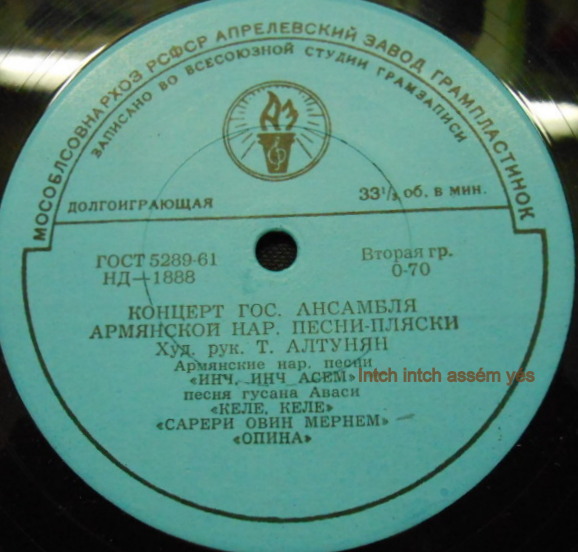 МОСОБЛСОВНАРХОЗ РСФСР АПРЕЛЕВСКИЙ ЗАВОД ГРАМПЛАСТИНОК
ЗАПИСАНО ВО ВСЕСОЮЗНОЙ СТУДИИ ГРАМЗАПИСИ
АЗ
ДОЛГОИГРАЮЩАЯ 33⅓ об. в мин.
ГОСТ 5289-61 Вторая гр.
НД—1888 0-70
КОНЦЕРТ ГОС. АНСАМБЛЯ
АРМЯНСКОЙ НАР. ПЕСНИ-ПЛЯСКИ
Худ. рук. Т. АЛТУНЯН
Армянские нар. песни
«ИНЧ, ИНЧ АСЕМ» Intch intch assém yés
песня гусана Аваси
«КЕЛЕ, КЕЛЕ»
«САРЕРИ ОВИН МЕРНЕМ»
«ОПИНА»